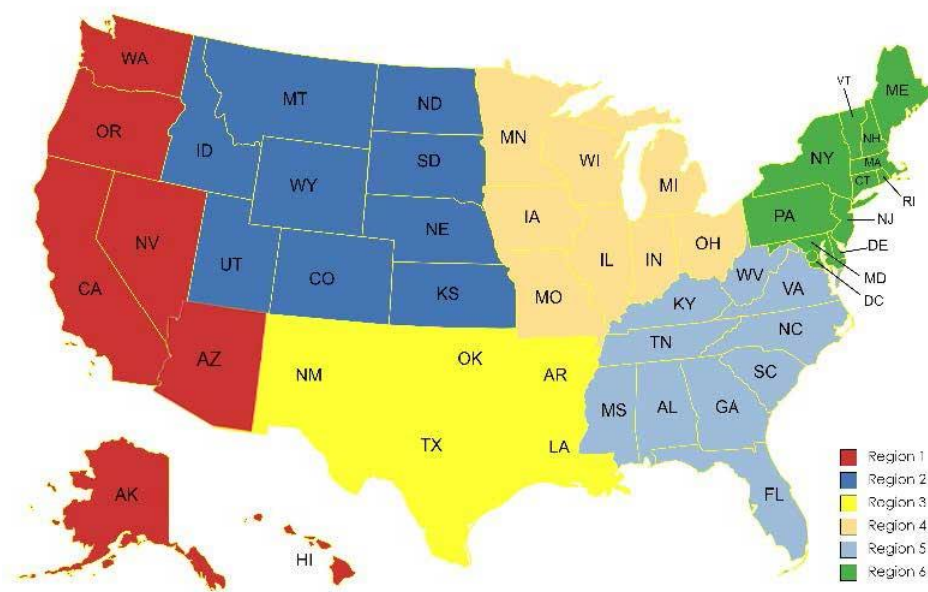 WA
MT
ND
MN
VT
ME
OR
ID
SD
WI
NH
WY
MI
NY
MA
CT
RI
NV
NE
IA
PA
NJ
UT
CO
IL
IN
OH
DE
CA
KS
MO
WV
VA
MD
DC
KY
NC
AZ
NM
OK
AR
TN
SC
MS
AL
GA
TX
LA
FL
AK
HI
Region 1
Region 2
Region 3
Region 4
Region 5
Region 6